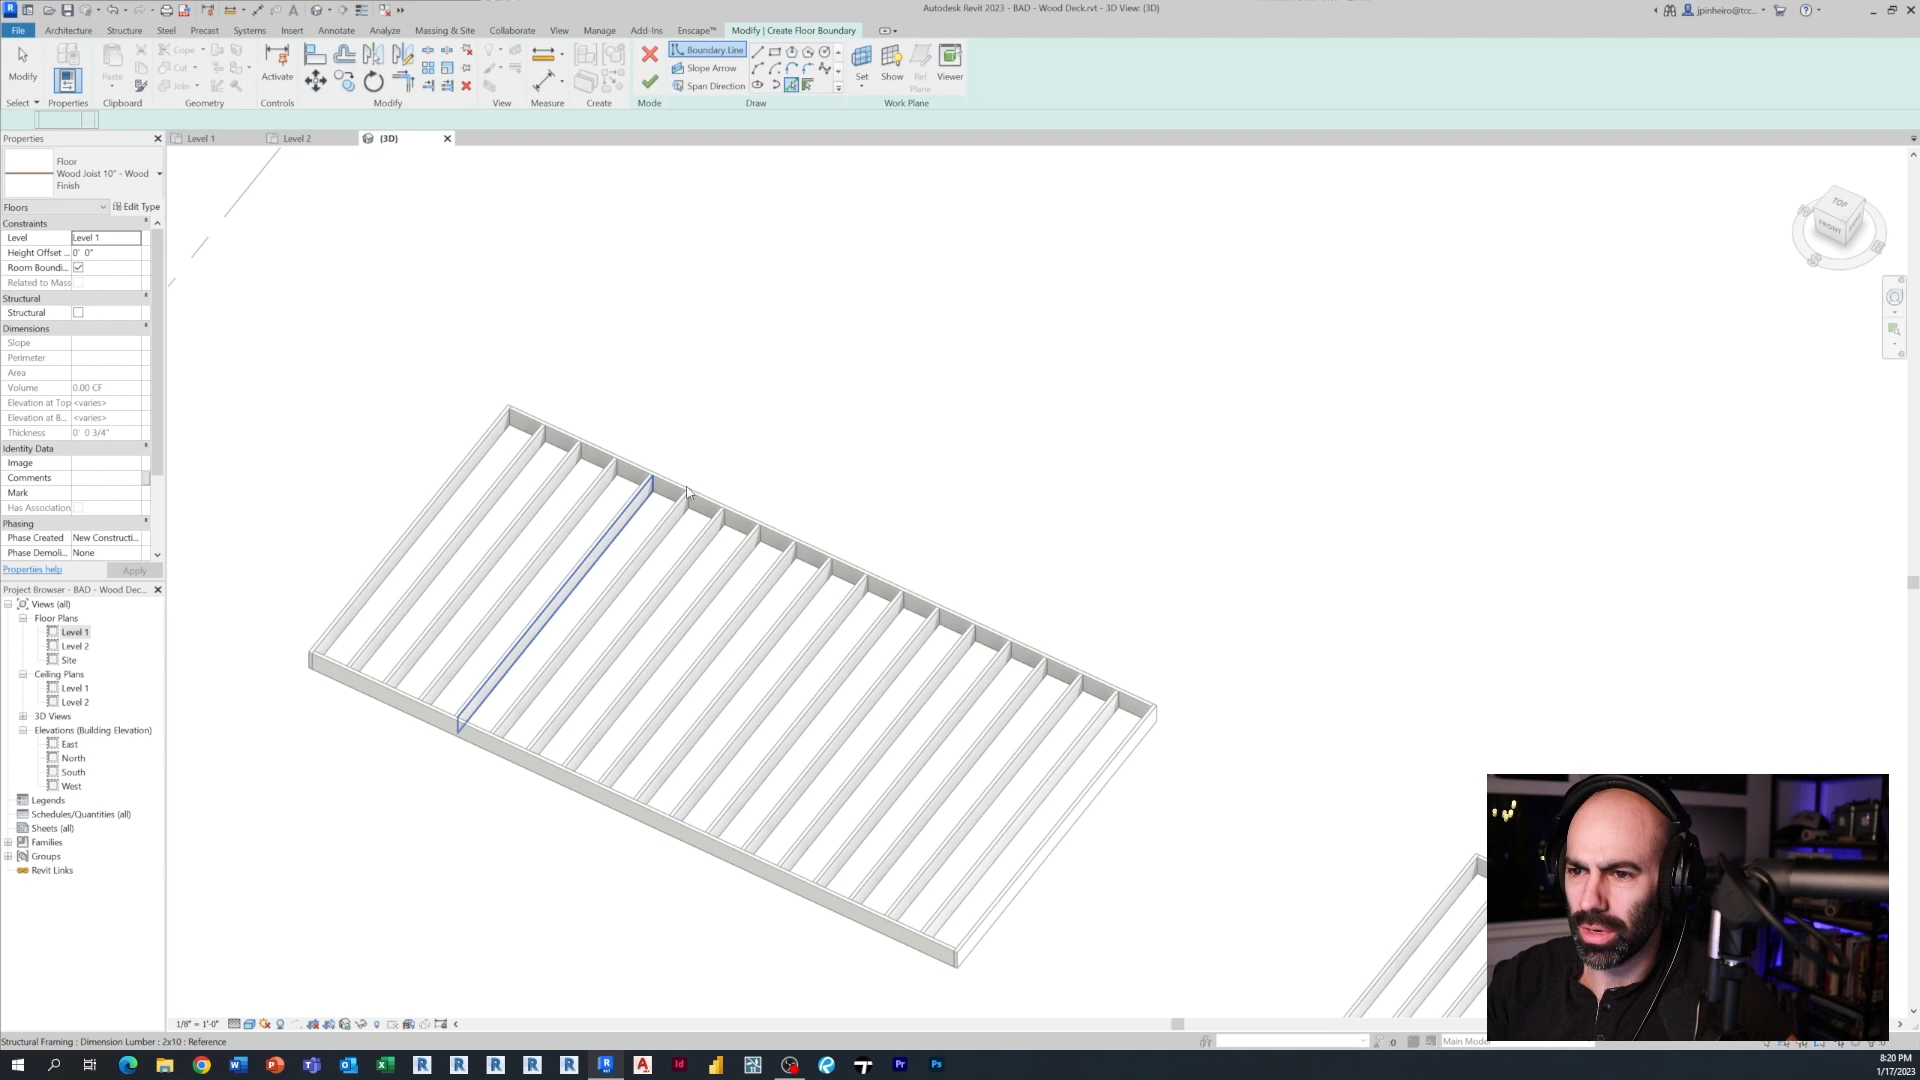 Autodesk Revit 2023 - BAD - Wood Deck.rvt - 3D View: {3D}
jpinheiro@tcc...
File
Architecture
Structure
Steel
Precast
Systems
Insert
Annotate
Analyze
Massing & Site
Collaborate
View
Manage
Add-Ins
Enscape™
Modify | Create Floor Boundary
Modify
Properties
Paste
Cope
Cut
Join
Activate
Boundary Line
Slope Arrow
Span Direction
Set
Show
Ref
Plane
Viewer
Select
Properties
Clipboard
Geometry
Controls
Modify
View
Measure
Create
Mode
Draw
Work Plane
Properties
Level 1
Level 2
{3D}
Floor
Wood Joist 10" - Wood
Finish
Floors
Edit Type
Constraints
Level
Level 1
Height Offset ...
0' 0"
Room Boundi...
Related to Mass
Structural
Structural
Dimensions
Slope
Perimeter
Area
Volume
0.00 CF
Elevation at Top
<varies>
Elevation at B...
<varies>
Thickness
0' 0 3/4"
Identity Data
Image
Comments
Mark
Has Association
Phasing
Phase Created
New Constructi...
Phase Demoli...
None
Properties help
Apply
Project Browser - BAD - Wood Dec...
Views (all)
Floor Plans
Level 1
Level 2
Site
Ceiling Plans
Level 1
Level 2
3D Views
Elevations (Building Elevation)
East
North
South
West
Legends
Schedules/Quantities (all)
Sheets (all)
Families
Groups
Revit Links
TOP
FRONT
1/8" = 1'-0"
Structural Framing : Dimension Lumber : 2x10 : Reference
:0
Main Model
8:20 PM
1/17/2023